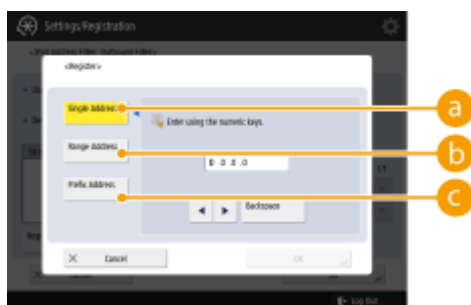 Settings/Registration
<IPv4 Address Filter: Outbound Filter>
<Register>
Single Address
a
Enter using the numeric keys.
Range Address
b
0 .0 .0 .0
Prefix Address
c
◀ ▶ Backspace
× Cancel
OK
Log Out